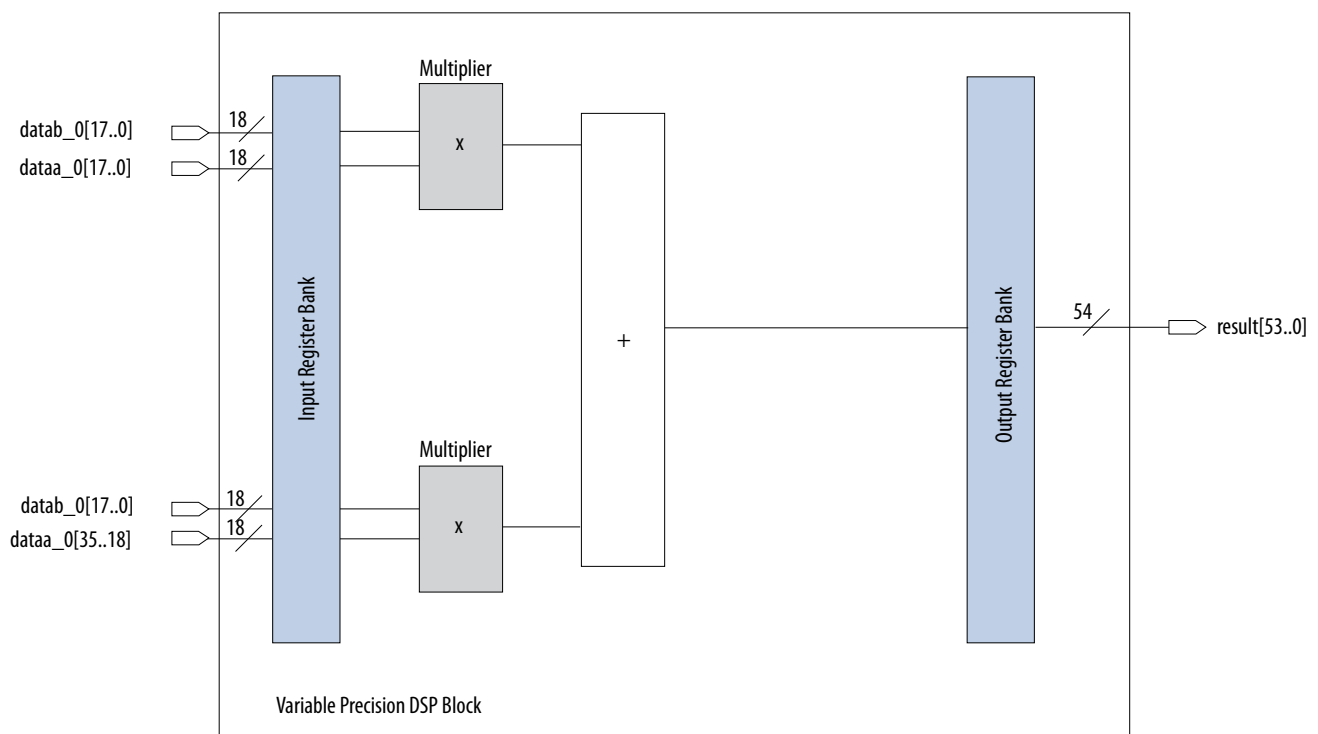 Multiplier
datab_0[17..0]
18
x
dataa_0[17..0]
18
Input Register Bank
+
Output Register Bank
54
result[53..0]
Multiplier
datab_0[17..0]
18
x
dataa_0[35..18]
18
Variable Precision DSP Block